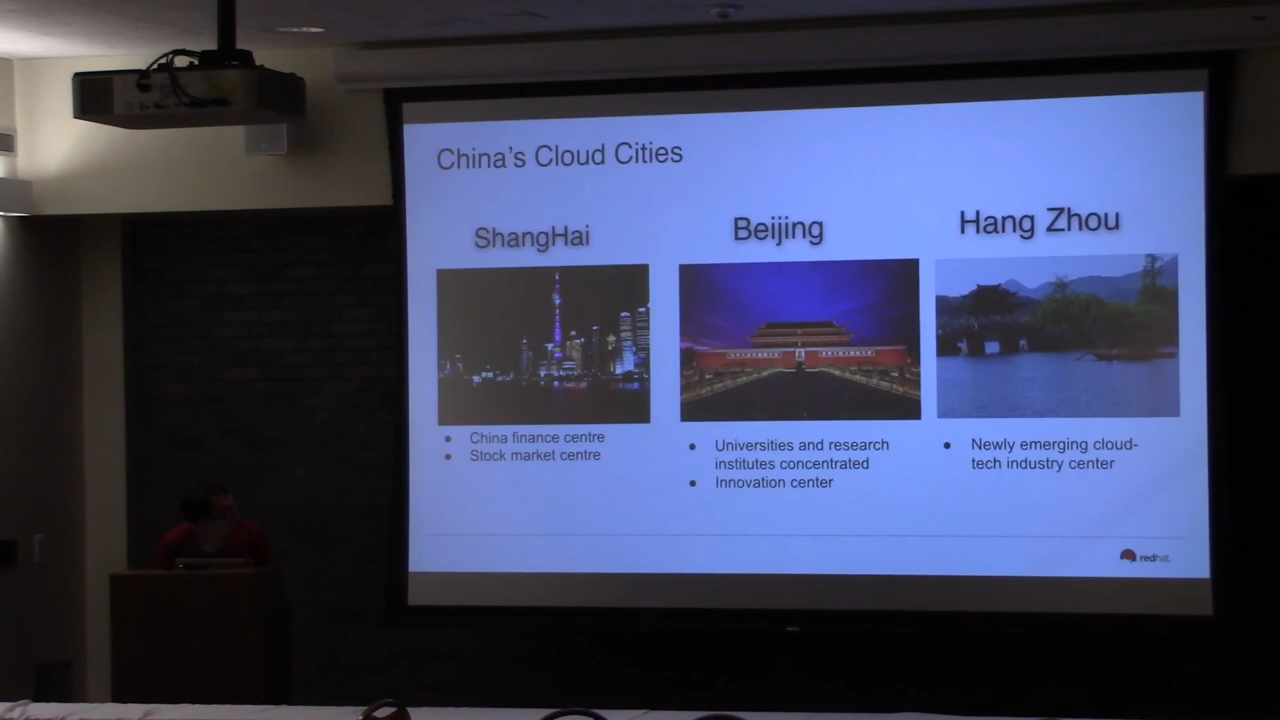 China's Cloud Cities
ShangHai
Beijing
Hang Zhou
• China finance centre
• Stock market centre
• Universities and research
institutes concentrated
• Innovation center
• Newly emerging cloud-
tech industry center
redhat.